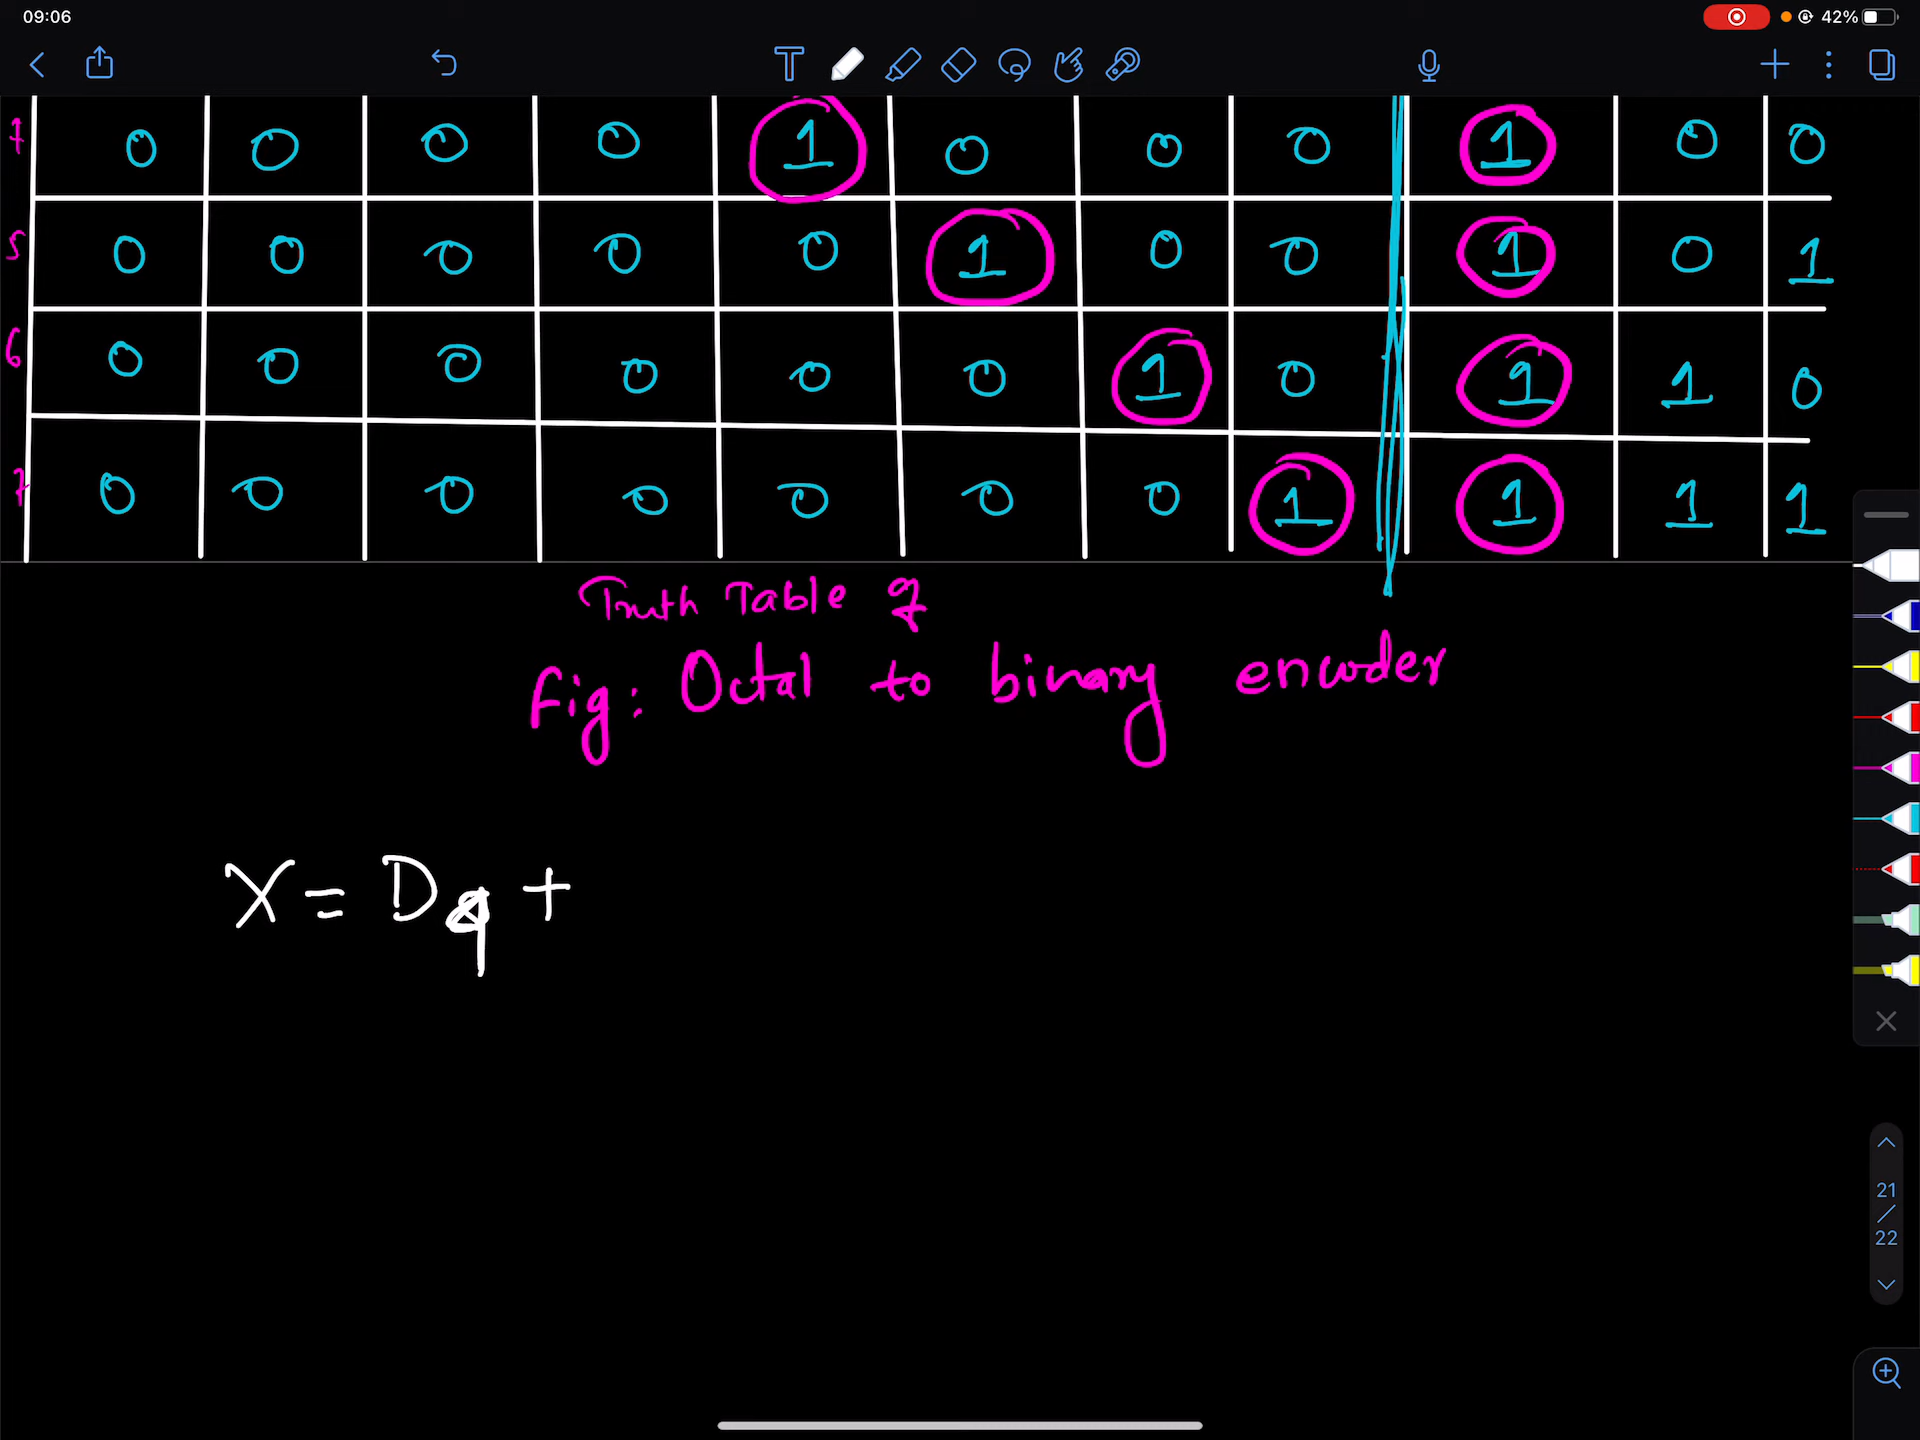 09:06
42%
T
4 0 0 0 0 1 0 0 0 1 0 0
5 0 0 0 0 0 1 0 0 1 0 1
6 0 0 0 0 0 0 1 0 1 1 0
7 0 0 0 0 0 0 0 1 1 1 1
Truth Table of
Fig: Octal to binary encoder
X = D4 +
21
/
22